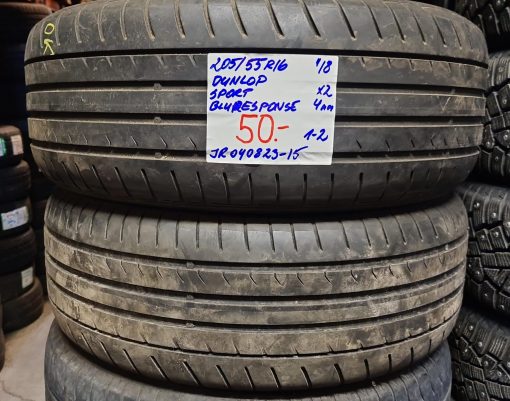 OK
205/55R16 '18
DUNLOP
SPORT x2
BLURESPONSE 4mm
50.- 1-2
JR040823-15